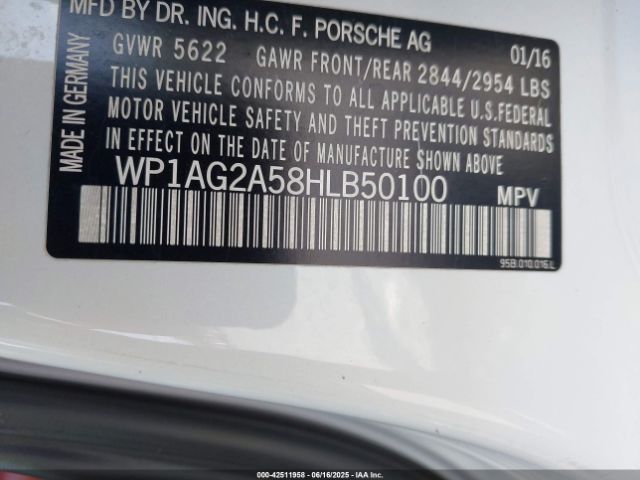 MFD BY DR. ING. H.C. F. PORSCHE AG 01/16
GVWR 5622 GAWR FRONT/REAR 2844/2954 LBS
THIS VEHICLE CONFORMS TO ALL APPLICABLE U.S.FEDERAL
MOTOR VEHICLE SAFETY AND THEFT PREVENTION STANDARDS
IN EFFECT ON THE DATE OF MANUFACTURE SHOWN ABOVE
WP1AG2A58HLB50100 MPV
MADE IN GERMANY
95B.010.016.L
000-42511958 - 06/16/2025 - IAAI.COM